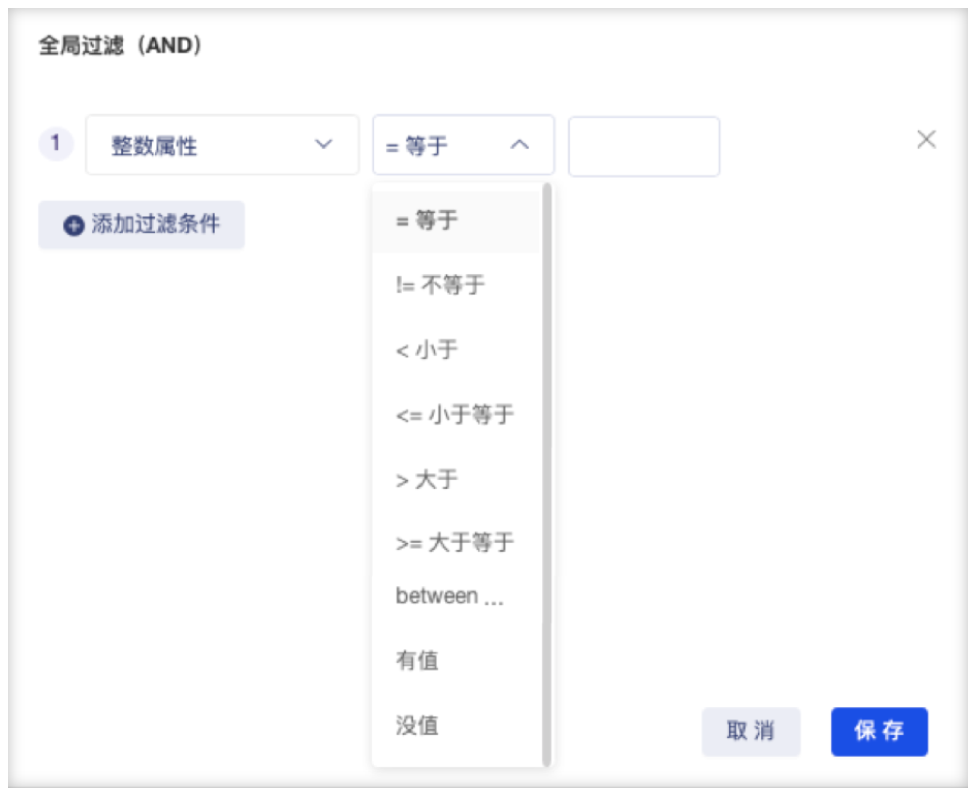 全局过滤（AND）
1 整数属性 = 等于
添加过滤条件
= 等于
!= 不等于
< 小于
<= 小于等于
> 大于
>= 大于等于
between ...
有值
没值
取消 保存